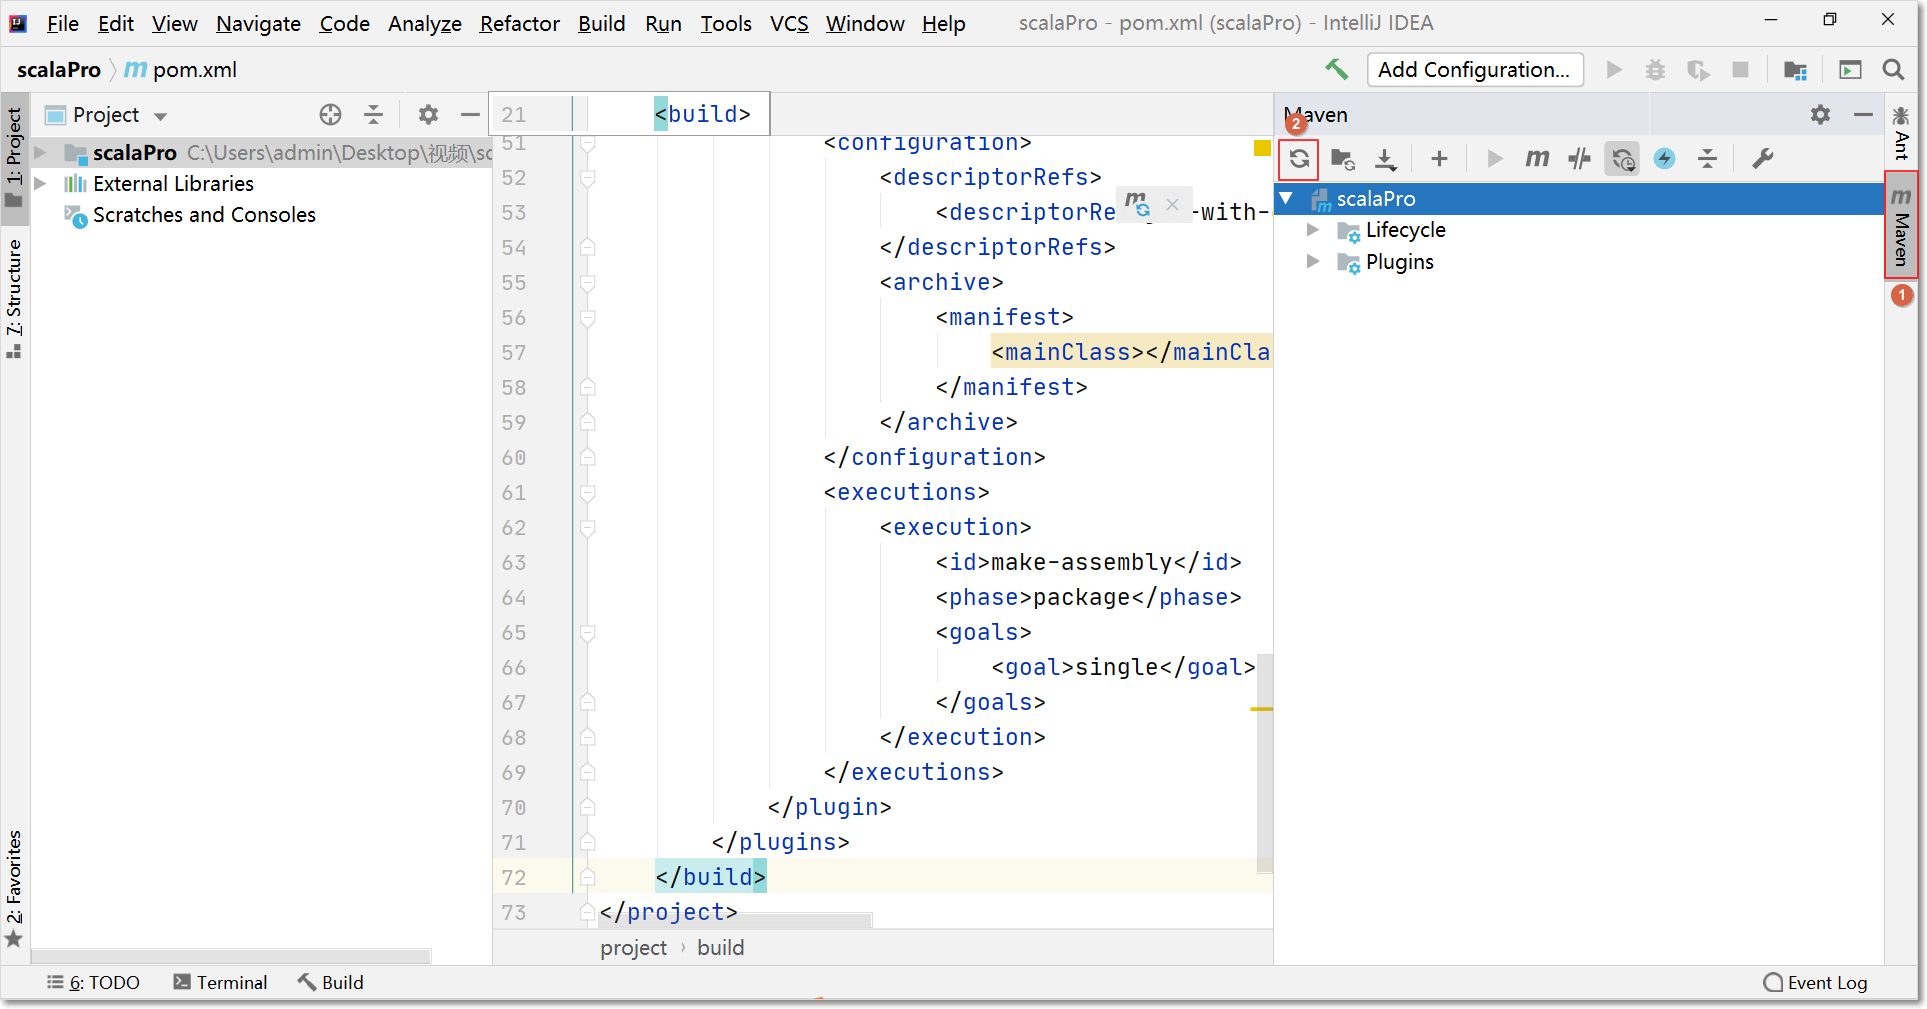 File Edit View Navigate Code Analyze Refactor Build Run Tools VCS Window Help scalaPro - pom.xml (scalaPro) - IntelliJ IDEA
scalaPro m pom.xml Add Configuration...
1: Project
7: Structure
2: Favorites
Project
scalaPro C:\Users\admin\Desktop\视频\sc
External Libraries
Scratches and Consoles
21 <build>
51 <configuration>
52 <descriptorRefs>
53 <descriptorRe -with-
54 </descriptorRefs>
55 <archive>
56 <manifest>
57 <mainClass></mainCla
58 </manifest>
59 </archive>
60 </configuration>
61 <executions>
62 <execution>
63 <id>make-assembly</id>
64 <phase>package</phase>
65 <goals>
66 <goal>single</goal>
67 </goals>
68 </execution>
69 </executions>
70 </plugin>
71 </plugins>
72 </build>
73 </project>
project › build
Maven
2
scalaPro
Lifecycle
Plugins
Ant
m Maven
1
6: TODO Terminal Build Event Log